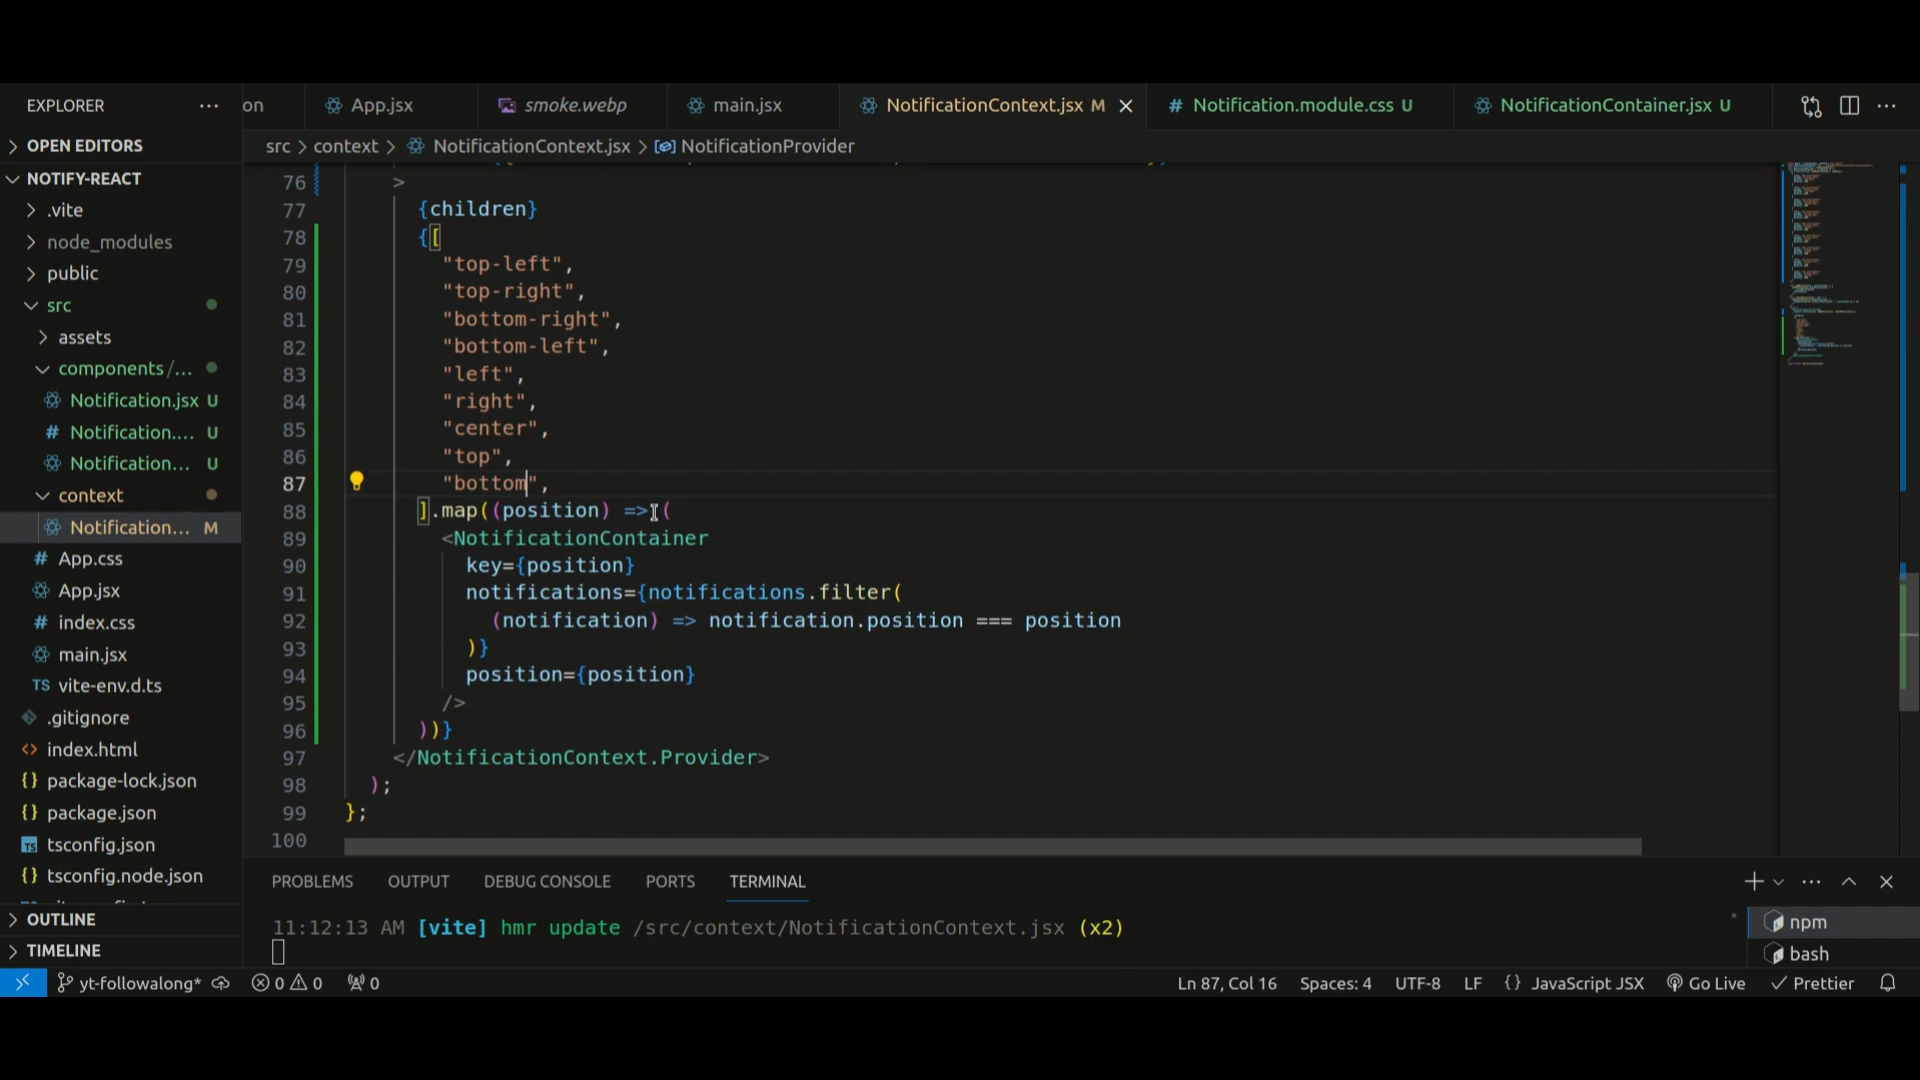 EXPLORER
on
App.jsx
smoke.webp
main.jsx
NotificationContext.jsx M
# Notification.module.css U
NotificationContainer.jsx U
> OPEN EDITORS
src > context > NotificationContext.jsx > NotificationProvider
NOTIFY-REACT
.vite
node_modules
public
src
assets
components/...
Notification.jsx U
# Notification.... U
Notification... U
context
Notification... M
# App.css
App.jsx
# index.css
main.jsx
TS vite-env.d.ts
.gitignore
<> index.html
{} package-lock.json
{} package.json
TS tsconfig.json
{} tsconfig.node.json
OUTLINE
TIMELINE
76 >
77 {children}
78 {[
79 "top-left",
80 "top-right",
81 "bottom-right",
82 "bottom-left",
83 "left",
84 "right",
85 "center",
86 "top",
87 "bottom",
88 ].map((position) => (
89 <NotificationContainer
90 key={position}
91 notifications={notifications.filter(
92 (notification) => notification.position === position
93 )}
94 position={position}
95 />
96 ))}
97 </NotificationContext.Provider>
98 );
99 };
100
PROBLEMS OUTPUT DEBUG CONSOLE PORTS TERMINAL
11:12:13 AM [vite] hmr update /src/context/NotificationContext.jsx (x2)
npm
bash
yt-followalong* 0 0 0 Ln 87, Col 16 Spaces: 4 UTF-8 LF {} JavaScript JSX Go Live Prettier